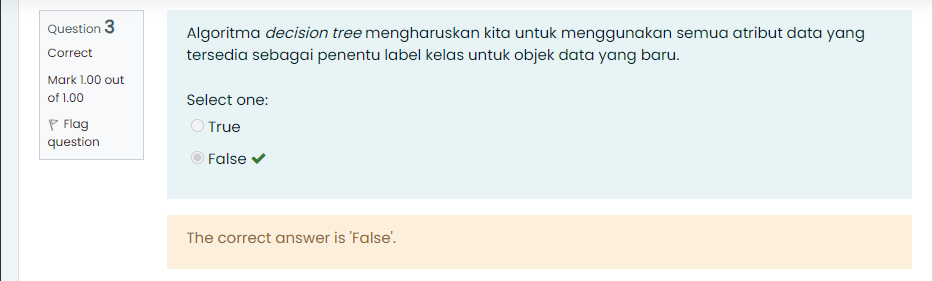 Question 3
Correct
Mark 1.00 out
of 1.00
Flag
question
Algoritma decision tree mengharuskan kita untuk menggunakan semua atribut data yang
tersedia sebagai penentu label kelas untuk objek data yang baru.
Select one:
True
False
The correct answer is 'False'.